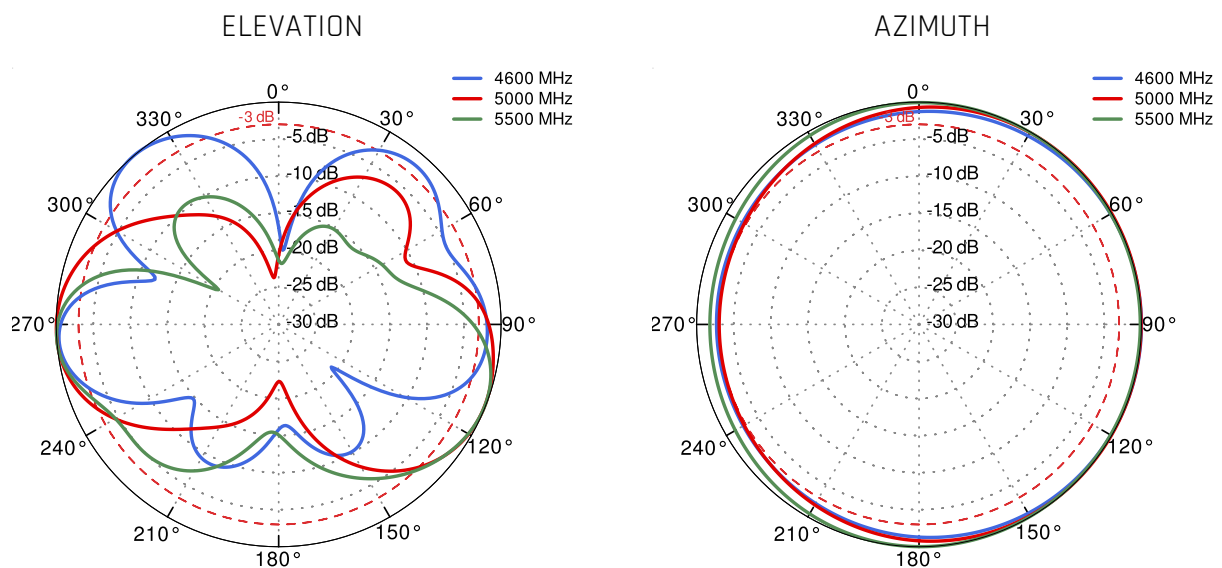 ELEVATION
4600 MHz
5000 MHz
5500 MHz
0°
-3 dB
330°
30°
-5 dB
-10 dB
300°
-15 dB
60°
-20 dB
-25 dB
270°
-30 dB
90°
240°
120°
210°
150°
180°
AZIMUTH
4600 MHz
5000 MHz
5500 MHz
0°
3 dB
330°
30°
-5 dB
-10 dB
300°
-15 dB
60°
-20 dB
-25 dB
270°
-30 dB
90°
240°
120°
210°
150°
180°